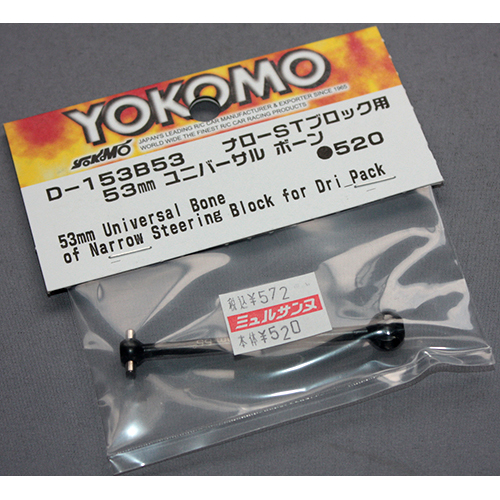 YOKOMO
JAPAN'S LEADING R/C CAR MANUFACTURER & EXPORTER SINCE 1965
WORLD WIDE THE FINEST R/C CAR RACING PRODUCTS
YOKOMO
D-153B53 ナローSTブロック用
53mm ユニバーサル ボーン ●520
53mm Universal Bone
of Narrow Steering Block for Dri Pack
税込¥572
ミュルサンヌ
本体¥520